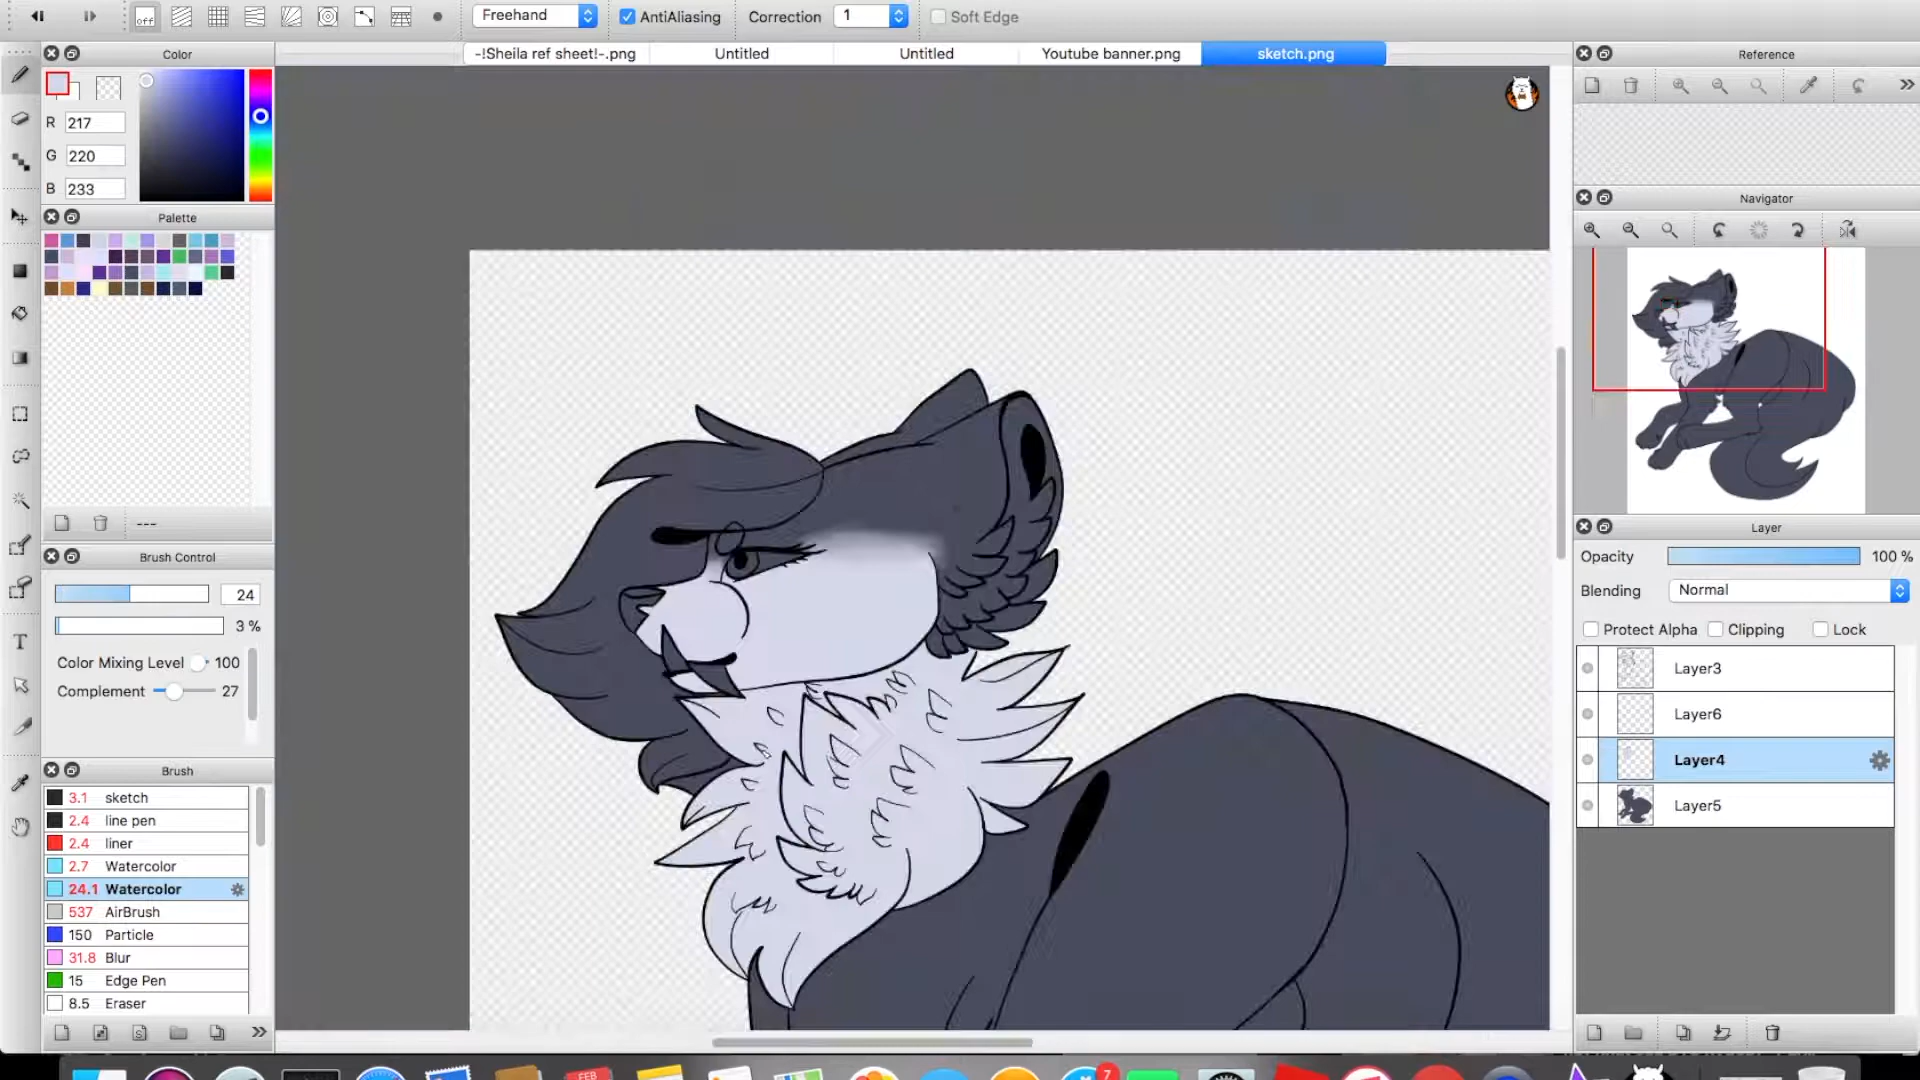 off
Freehand
AntiAliasing
Correction
1
Soft Edge
Color
-!Sheila ref sheet!-.png
Untitled
Untitled
Youtube banner.png
sketch.png
Reference
R 217
G 220
B 233
Palette
Navigator
---
Brush Control
24
3 %
Color Mixing Level 100
Complement 27
Layer
Opacity 100 %
Blending Normal
Protect Alpha Clipping Lock
Layer3
Layer6
Layer4
Layer5
Brush
3.1 sketch
2.4 line pen
2.4 liner
2.7 Watercolor
24.1 Watercolor
537 AirBrush
150 Particle
31.8 Blur
15 Edge Pen
8.5 Eraser
T
S
FEB
7